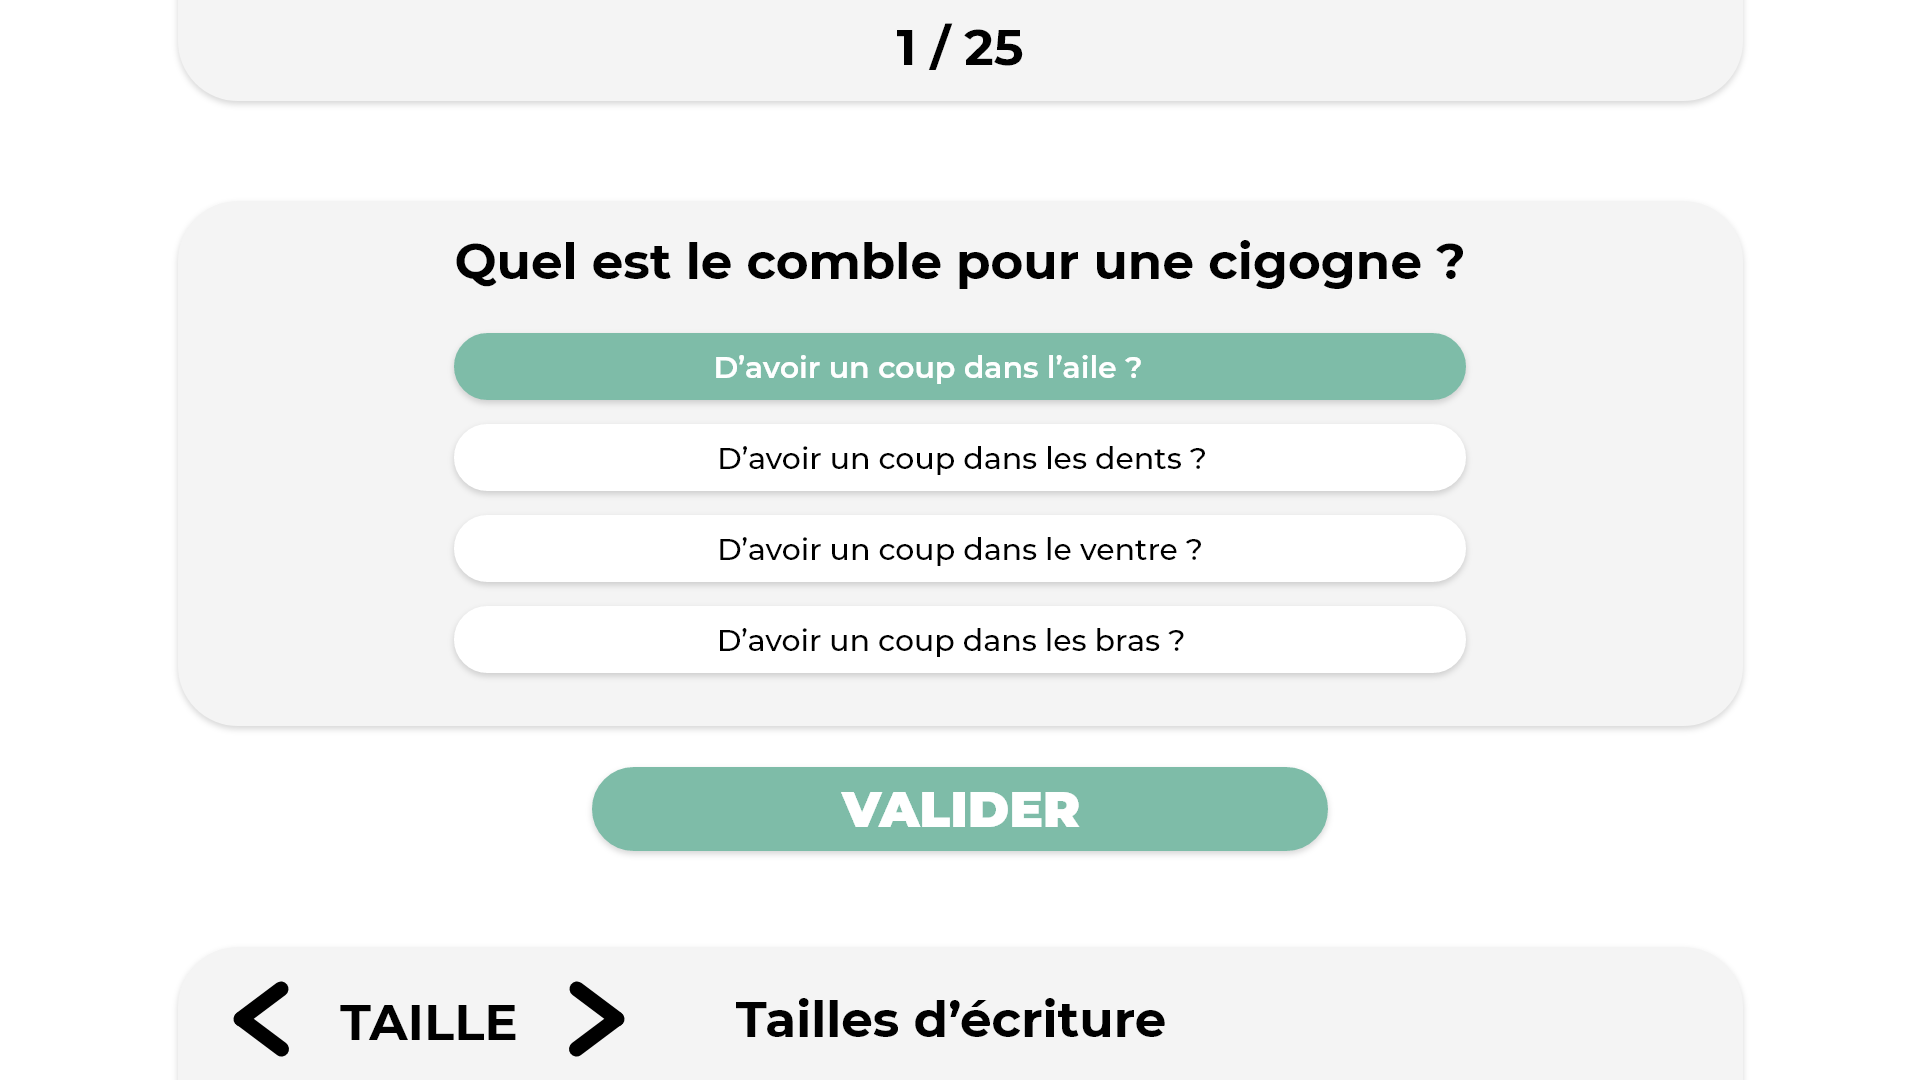 1 / 25
Quel est le comble pour une cigogne ?
D’avoir un coup dans l’aile ?
D’avoir un coup dans les dents ?
D’avoir un coup dans le ventre ?
D’avoir un coup dans les bras ?
VALIDER
TAILLE
Tailles d’écriture